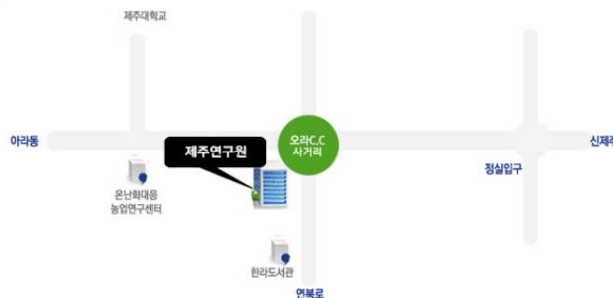 제주대학교
아라동
제주연구원
오라C.C
사거리
신제주
정실입구
온난화대응
농업연구센터
한라도서관
연북로